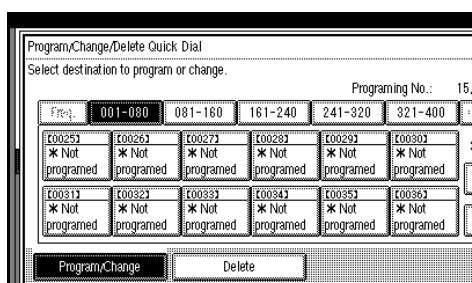 Program/Change/Delete Quick Dial
Select destination to program or change.
Programing No.: 15,
Freq. 001-080 081-160 161-240 241-320 321-400
[0025] [0026] [0027] [0028] [0029] [0030]
* Not * Not * Not * Not * Not * Not
programed programed programed programed programed programed
[0031] [0032] [0033] [0034] [0035] [0036]
* Not * Not * Not * Not * Not * Not
programed programed programed programed programed programed
Program/Change Delete